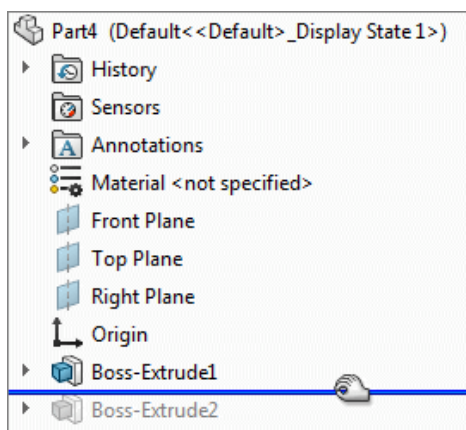 Part4 (Default<<Default>_Display State 1>)
History
Sensors
Annotations
Material <not specified>
Front Plane
Top Plane
Right Plane
Origin
Boss-Extrude1
Boss-Extrude2